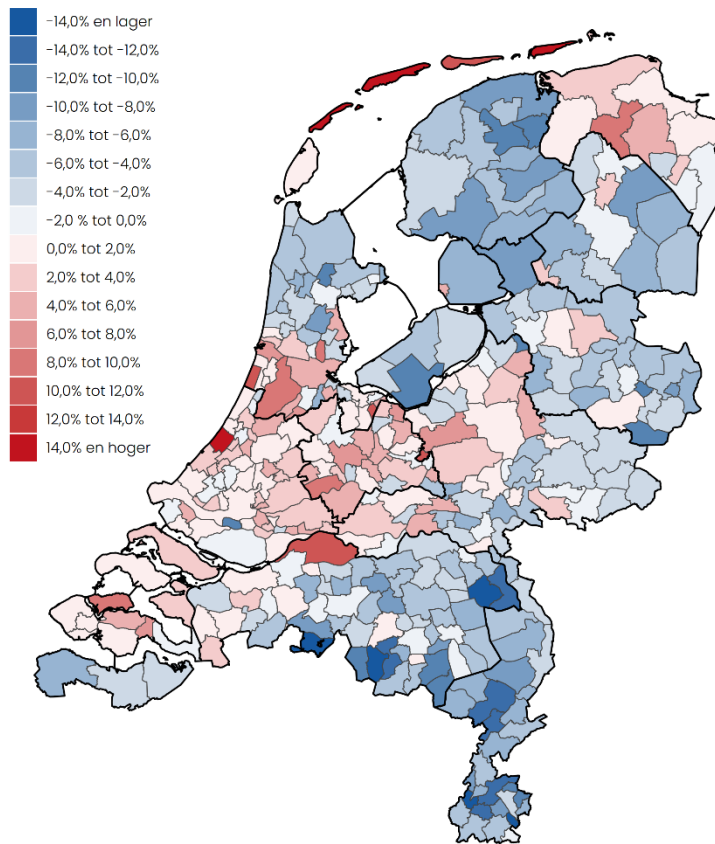 -14,0% en lager
-14,0% tot -12,0%
-12,0% tot -10,0%
-10,0% tot -8,0%
-8,0% tot -6,0%
-6,0% tot -4,0%
-4,0% tot -2,0%
-2,0 % tot 0,0%
0,0% tot 2,0%
2,0% tot 4,0%
4,0% tot 6,0%
6,0% tot 8,0%
8,0% tot 10,0%
10,0% tot 12,0%
12,0% tot 14,0%
14,0% en hoger